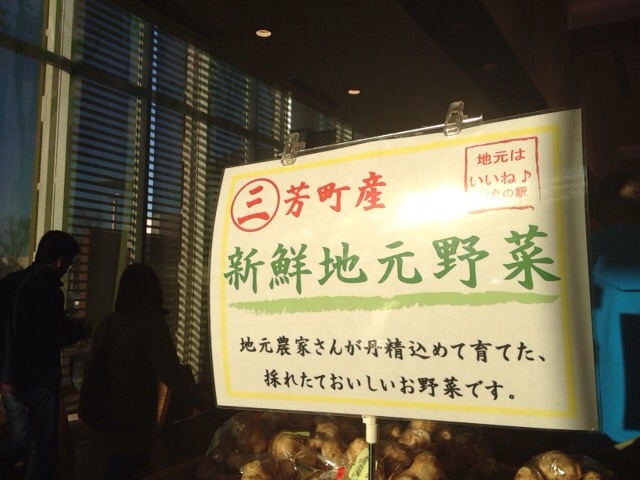 三芳町産
地元は
いいね♪
の駅
新鮮地元野菜
地元農家さんが丹精込めて育てた、
採れたておいしいお野菜です。